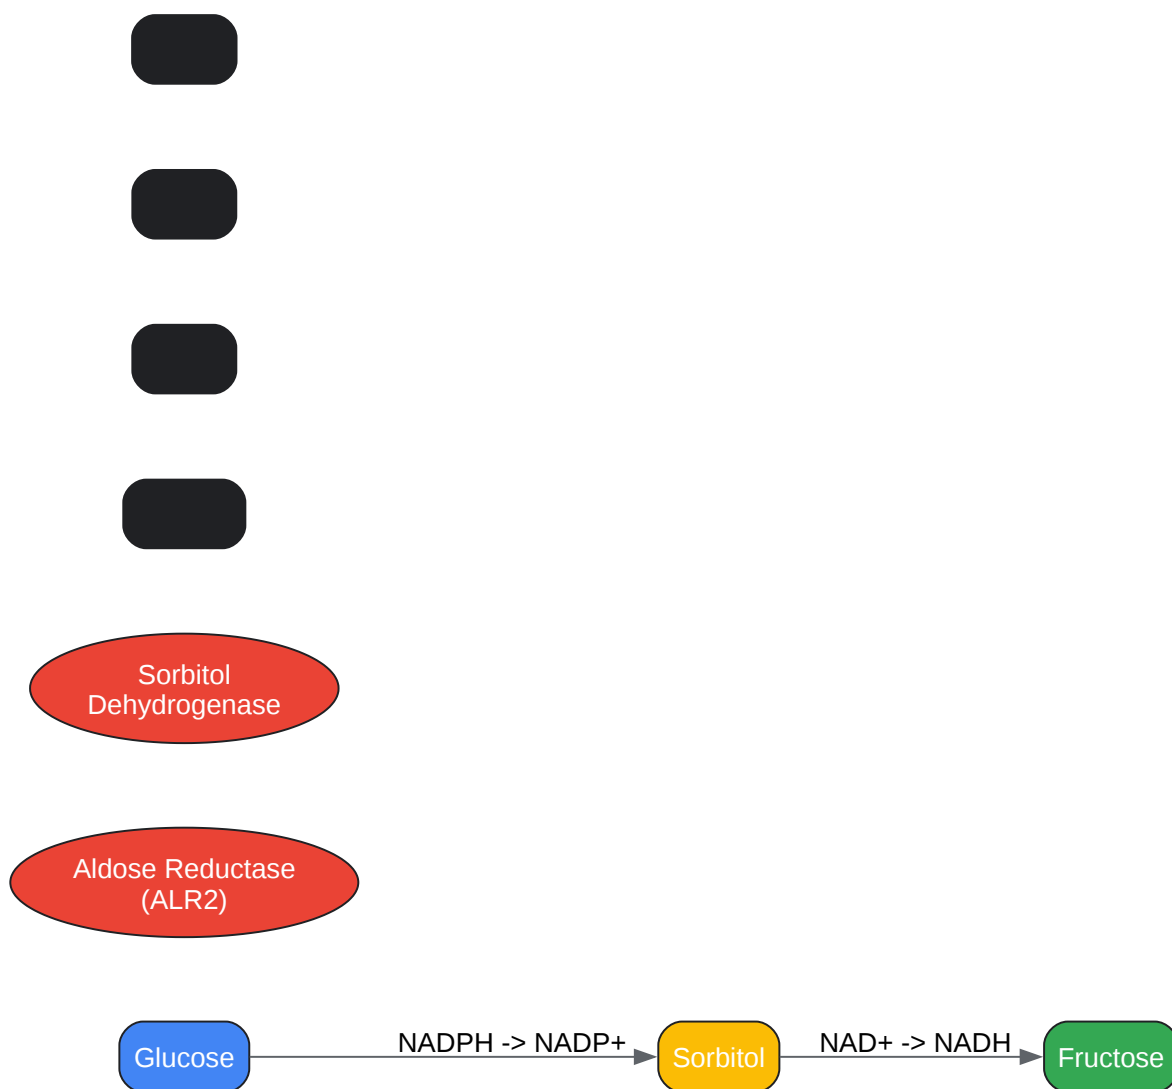 Sorbitol
Dehydrogenase
Aldose Reductase
(ALR2)
Glucose
NADPH -> NADP+
Sorbitol
NAD+ -> NADH
Fructose